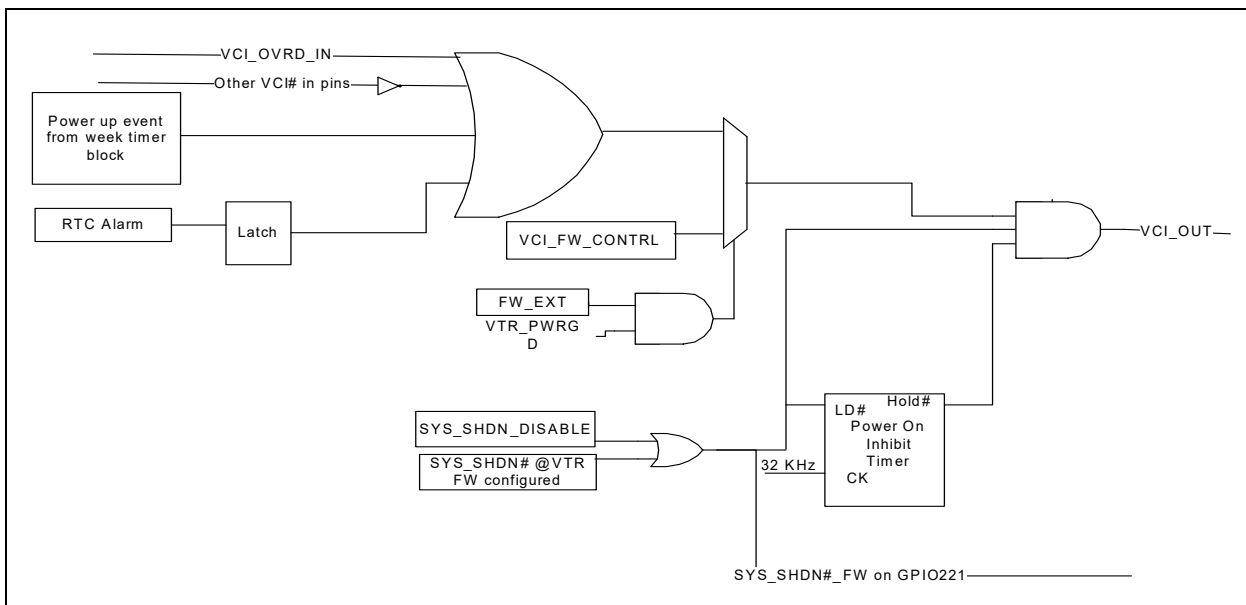 VCI_OVRD_IN
Other VCI# in pins
Power up event
from week timer
block
RTC Alarm
Latch
VCI_FW_CONTRL
FW_EXT
VTR_PWRG
D
VCI_OUT
SYS_SHDN_DISABLE
SYS_SHDN# @VTR
FW configured
32 KHz
LD#
Hold#
Power On
Inhibit
Timer
CK
SYS_SHDN#_FW on GPIO221